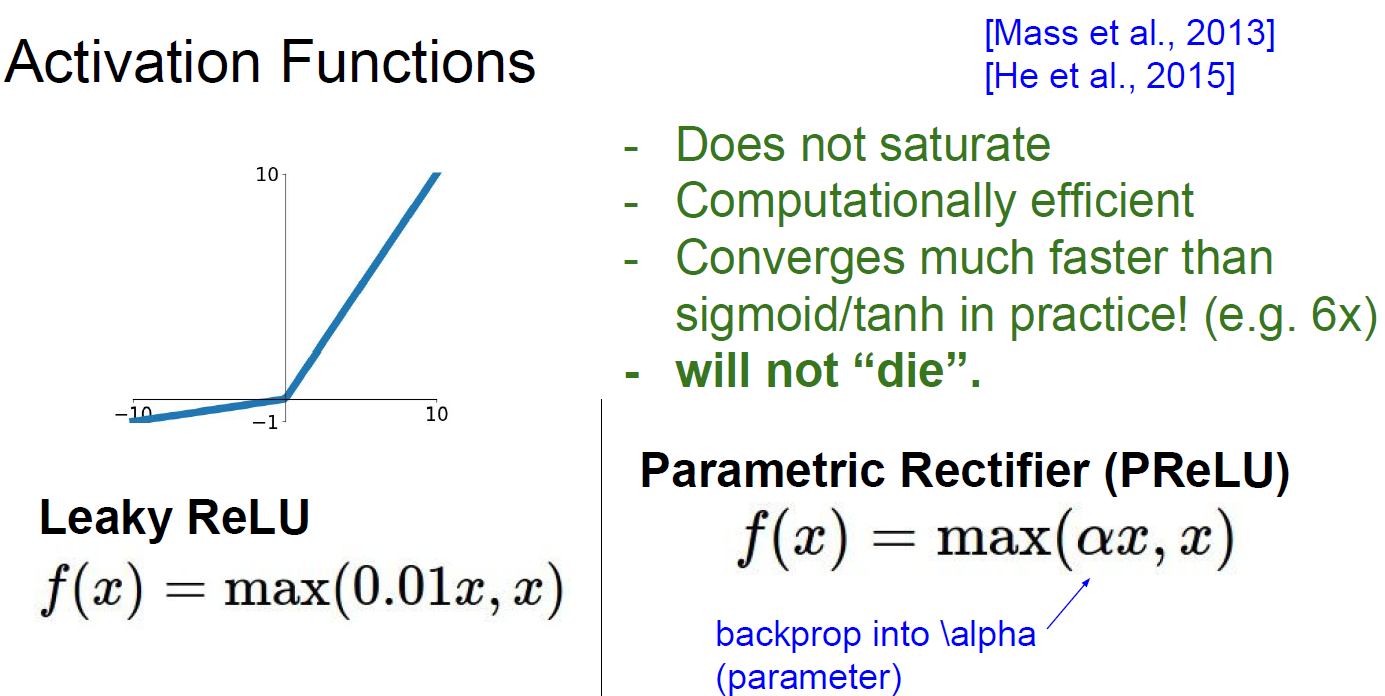 Activation Functions
[Mass et al., 2013]
[He et al., 2015]
10
−10
−1
10
- Does not saturate
- Computationally efficient
- Converges much faster than
sigmoid/tanh in practice! (e.g. 6x)
- will not “die”.
Leaky ReLU
f(x) = max(0.01x, x)
Parametric Rectifier (PReLU)
f(x) = max(αx, x)
backprop into \alpha
(parameter)